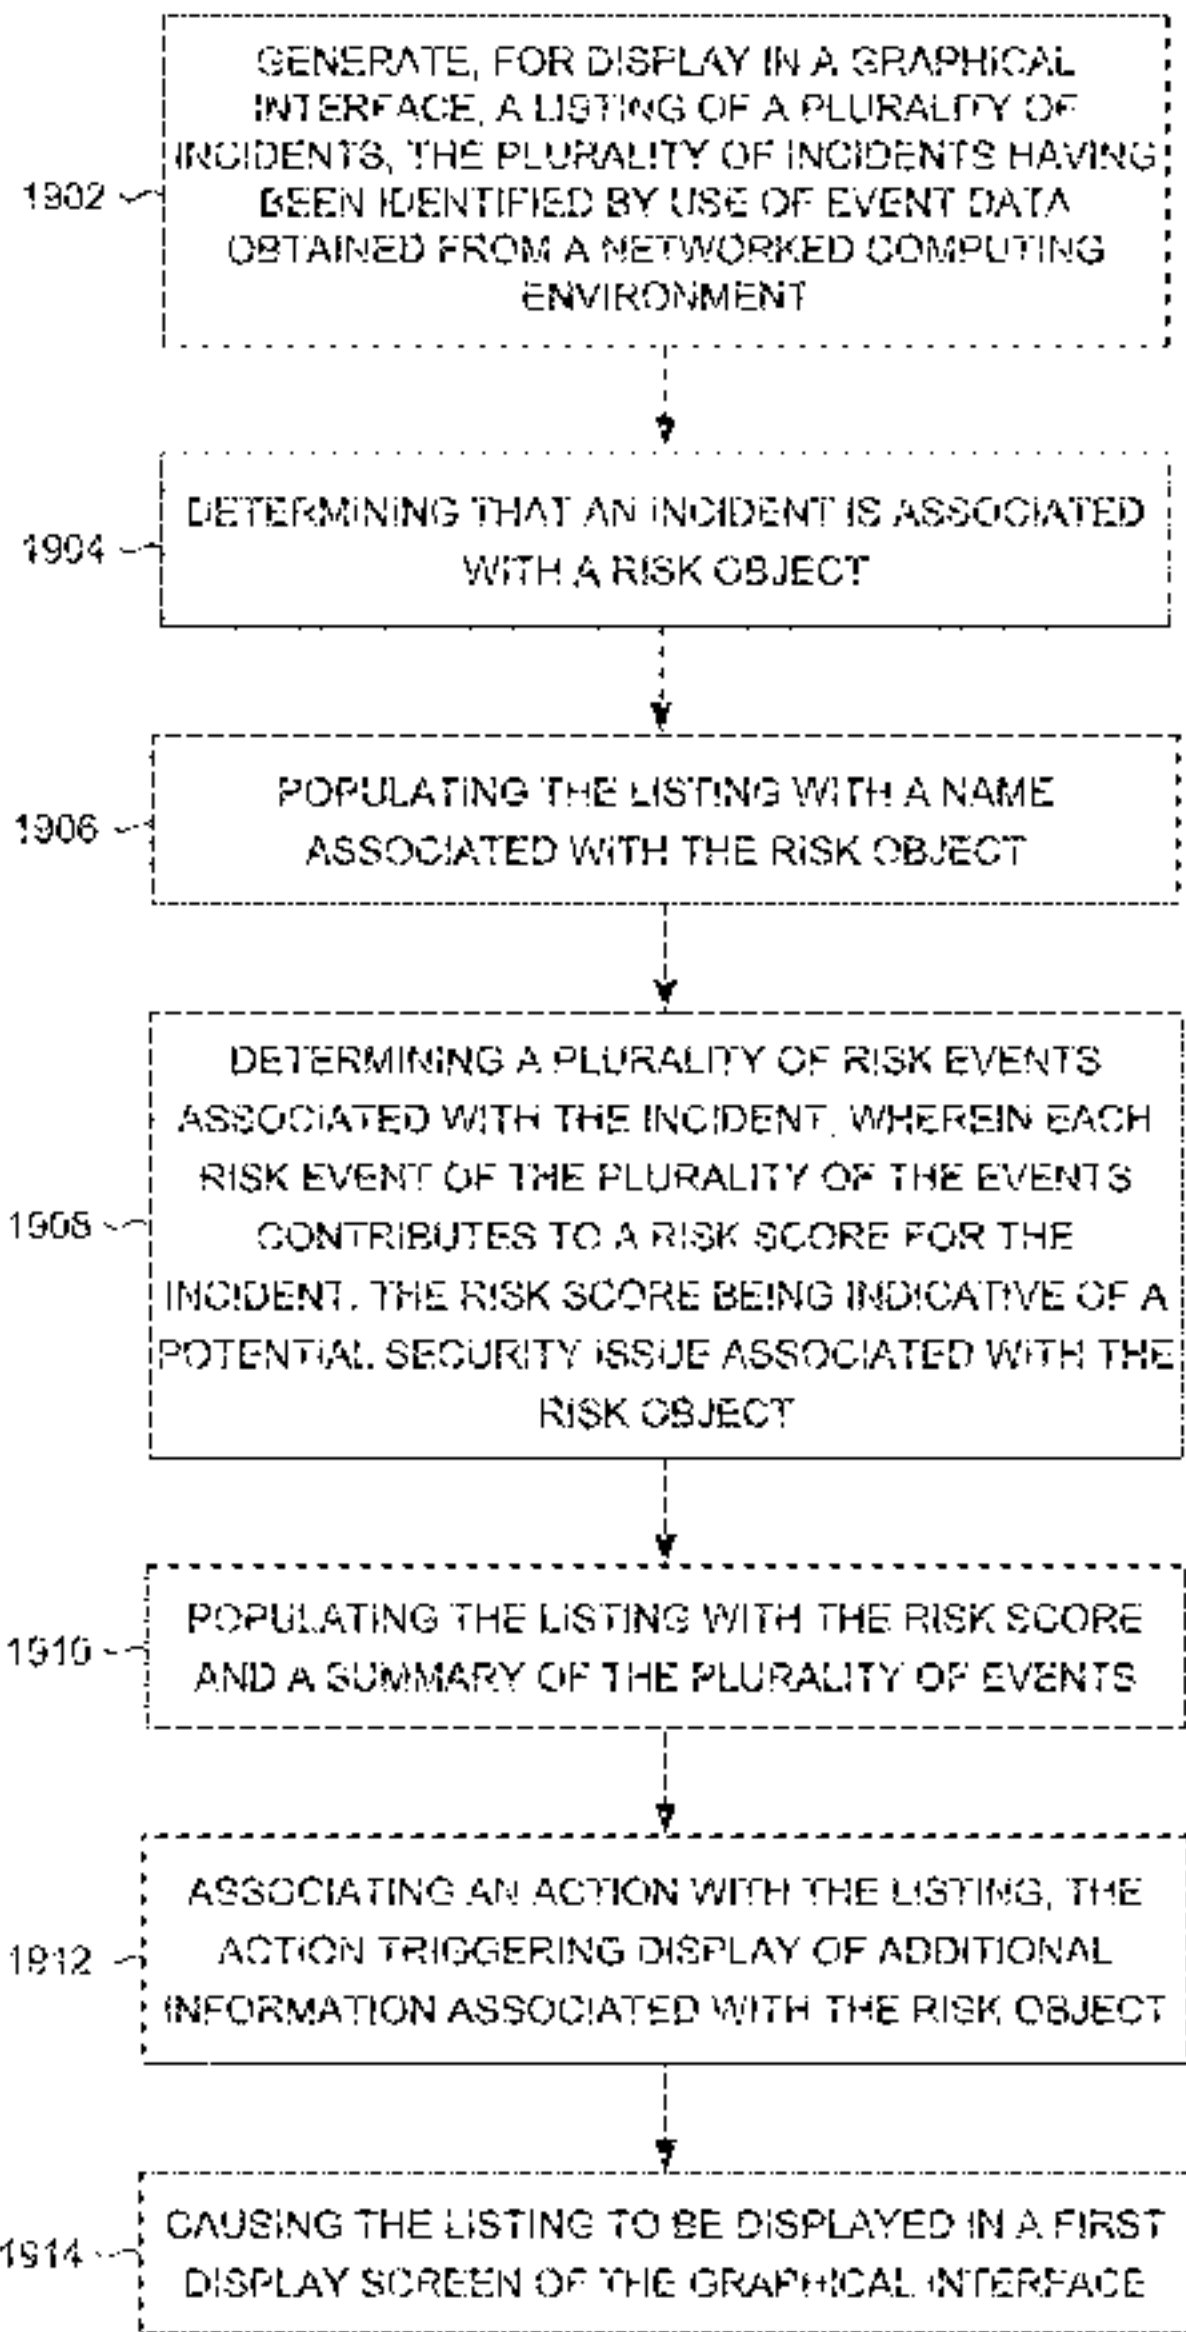 GENERATE, FOR DISPLAY IN A GRAPHICAL
INTERFACE, A LISTING OF A PLURALITY OF
INCIDENTS, THE PLURALITY OF INCIDENTS HAVING
BEEN IDENTIFIED BY USE OF EVENT DATA
OBTAINED FROM A NETWORKED COMPUTING
ENVIRONMENT
1902
DETERMINING THAT AN INCIDENT IS ASSOCIATED
WITH A RISK OBJECT
1904
POPULATING THE LISTING WITH A NAME
ASSOCIATED WITH THE RISK OBJECT
1906
DETERMINING A PLURALITY OF RISK EVENTS
ASSOCIATED WITH THE INCIDENT, WHEREIN EACH
RISK EVENT OF THE PLURALITY OF THE EVENTS
CONTRIBUTES TO A RISK SCORE FOR THE
INCIDENT, THE RISK SCORE BEING INDICATIVE OF A
POTENTIAL SECURITY ISSUE ASSOCIATED WITH THE
RISK OBJECT
1908
POPULATING THE LISTING WITH THE RISK SCORE
AND A SUMMARY OF THE PLURALITY OF EVENTS
1910
ASSOCIATING AN ACTION WITH THE LISTING, THE
ACTION TRIGGERING DISPLAY OF ADDITIONAL
INFORMATION ASSOCIATED WITH THE RISK OBJECT
1912
CAUSING THE LISTING TO BE DISPLAYED IN A FIRST
DISPLAY SCREEN OF THE GRAPHICAL INTERFACE
1914